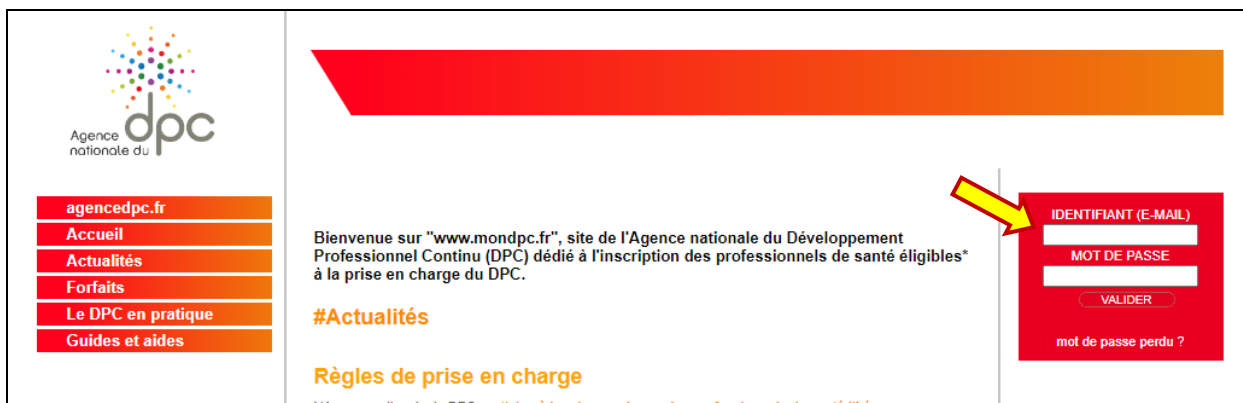 Agence
nationale du dpc
agencedpc.fr
Accueil
Actualités
Forfaits
Le DPC en pratique
Guides et aides
Bienvenue sur "www.mondpc.fr", site de l'Agence nationale du Développement
Professionnel Continu (DPC) dédié à l'inscription des professionnels de santé éligibles*
à la prise en charge du DPC.
#Actualités
Règles de prise en charge
IDENTIFIANT (E-MAIL)
MOT DE PASSE
VALIDER
mot de passe perdu ?